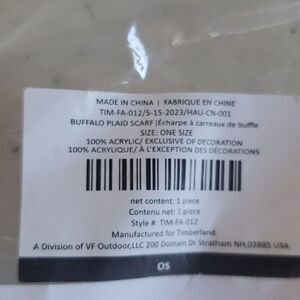 MADE IN CHINA | FABRIQUE EN CHINE
TIM-FA-012/S-15-2023/HAU-CN-001
BUFFALO PLAID SCARF|Écharpe à carreaux de buffle
SIZE: ONE SIZE
100% ACRYLIC/ EXCLUSIVE OF DECORATION
100% ACRYLIQUE/ À L'EXCEPTION DES DÉCORATIONS
net content: 1 piece
Contenu net: 1 piece
Style #: TIM-FA-012
Manufactured for Timberland
A Division of VF Outdoor,LLC 200 Domain Dr Stratham NH,03885 USA
OS